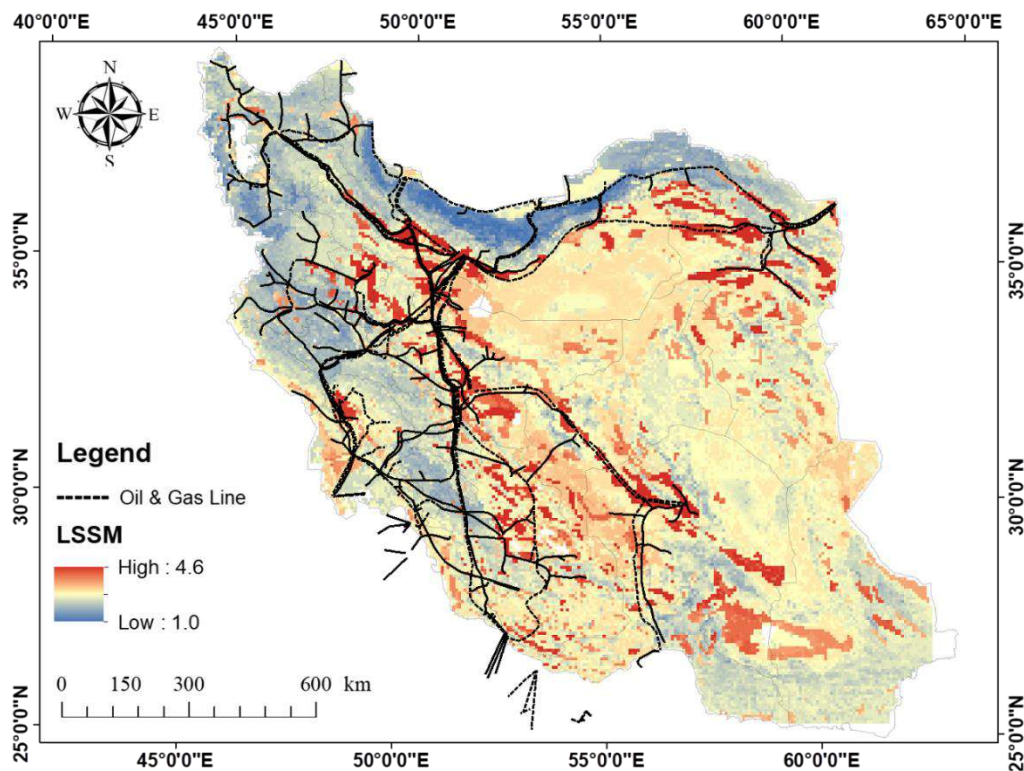 40°0'0"E 45°0'0"E 50°0'0"E 55°0'0"E 60°0'0"E 65°0'0"E
N
W E
S
35°0'0"N 35°0'0"N
30°0'0"N 30°0'0"N
25°0'0"N 25°0'0"N
Legend
Oil & Gas Line
LSSM
High : 4.6
Low : 1.0
0 150 300 600 km
45°0'0"E 50°0'0"E 55°0'0"E 60°0'0"E